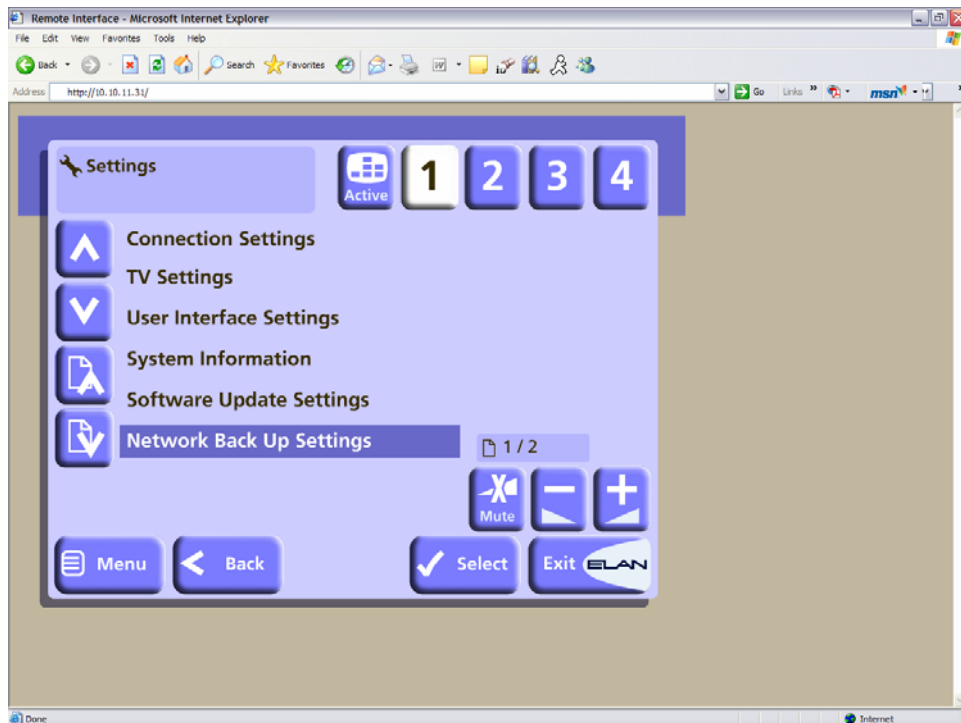 Remote Interface - Microsoft Internet Explorer
File Edit View Favorites Tools Help
Back Search Favorites
Address http://10.10.11.31/ Go Links » msn
Settings
Active 1 2 3 4
Connection Settings
TV Settings
User Interface Settings
System Information
Software Update Settings
Network Back Up Settings
1 / 2
Mute
Menu Back Select Exit ELAN
Done Internet